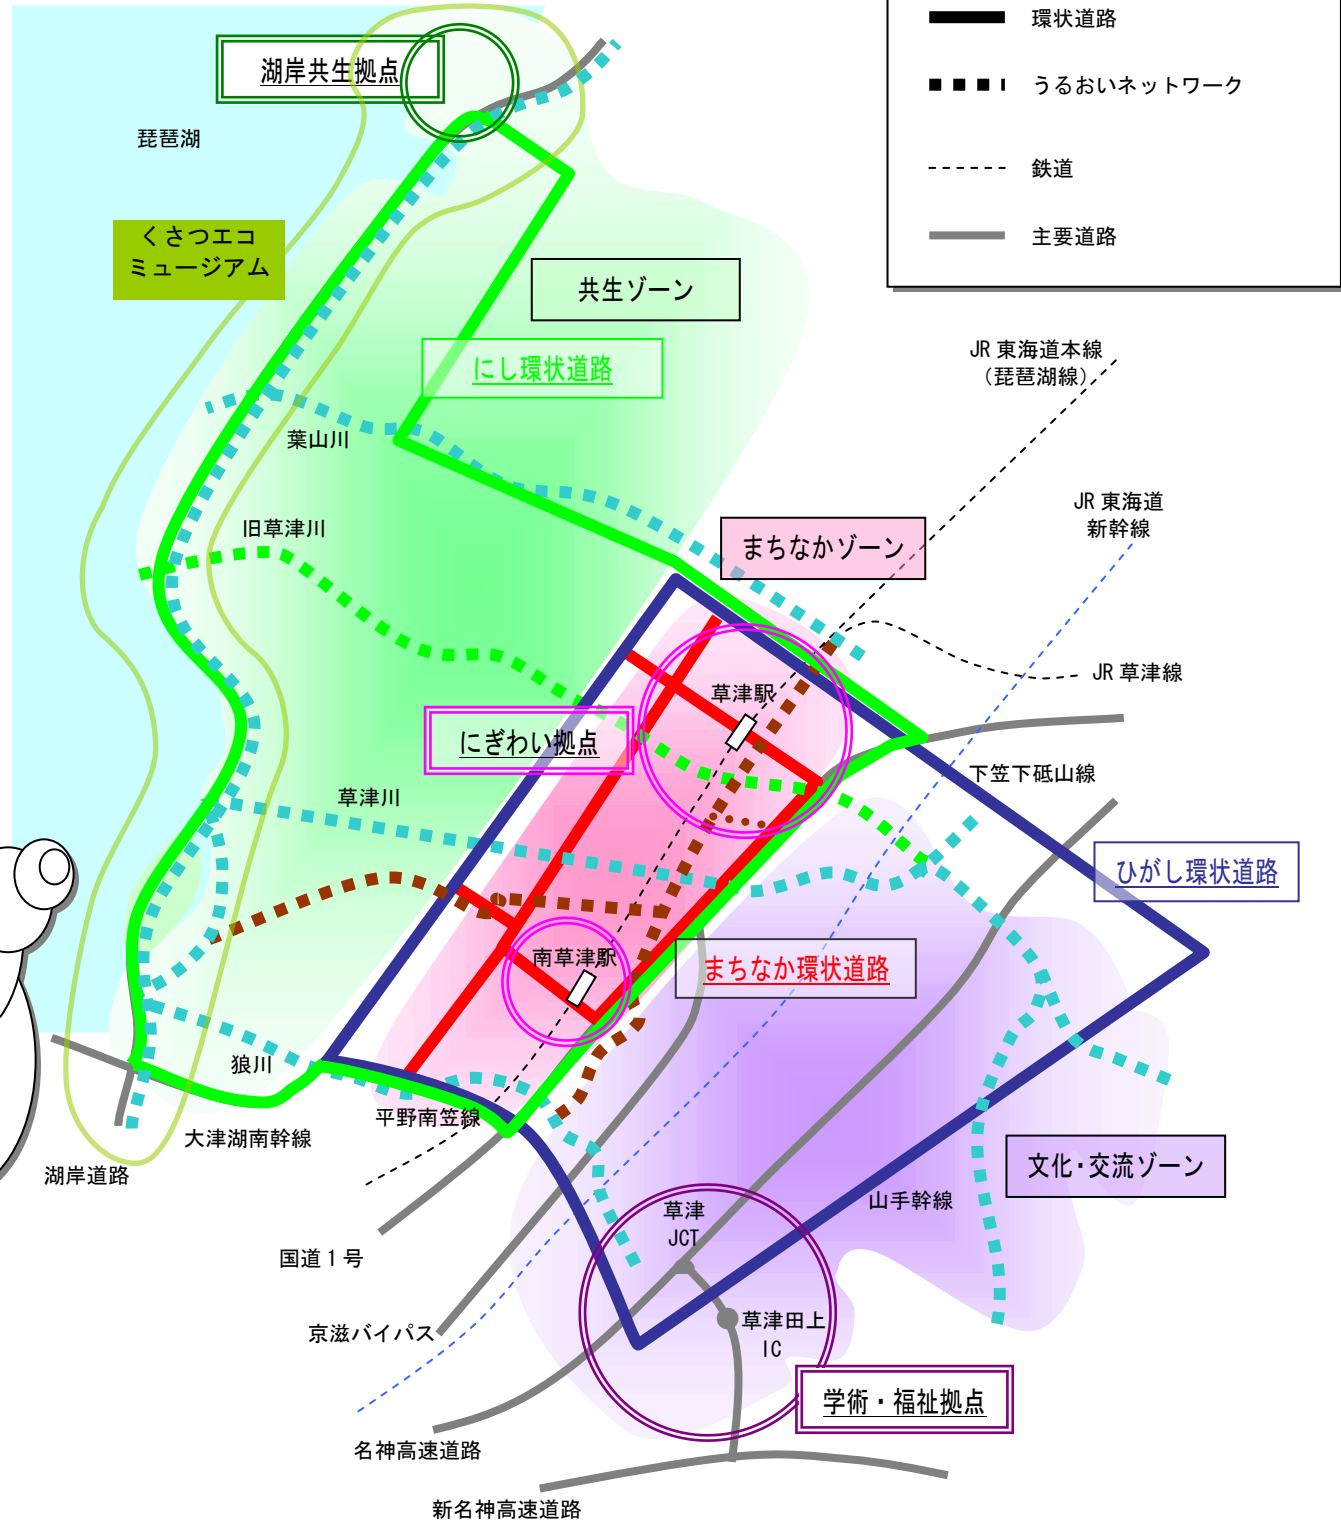 環状道路
うるおいネットワーク
鉄道
主要道路
湖岸共生拠点
琵琶湖
くさつエコ
ミュージアム
共生ゾーン
にし環状道路
JR 東海道本線
（琵琶湖線）
葉山川
旧草津川
JR 東海道
新幹線
まちなかゾーン
JR 草津線
草津駅
にぎわい拠点
下笠下砥山線
草津川
ひがし環状道路
南草津駅
まちなか環状道路
狼川
平野南笠線
大津湖南幹線
湖岸道路
文化・交流ゾーン
山手幹線
草津
JCT
国道１号
京滋バイパス
草津田上
IC
学術・福祉拠点
名神高速道路
新名神高速道路